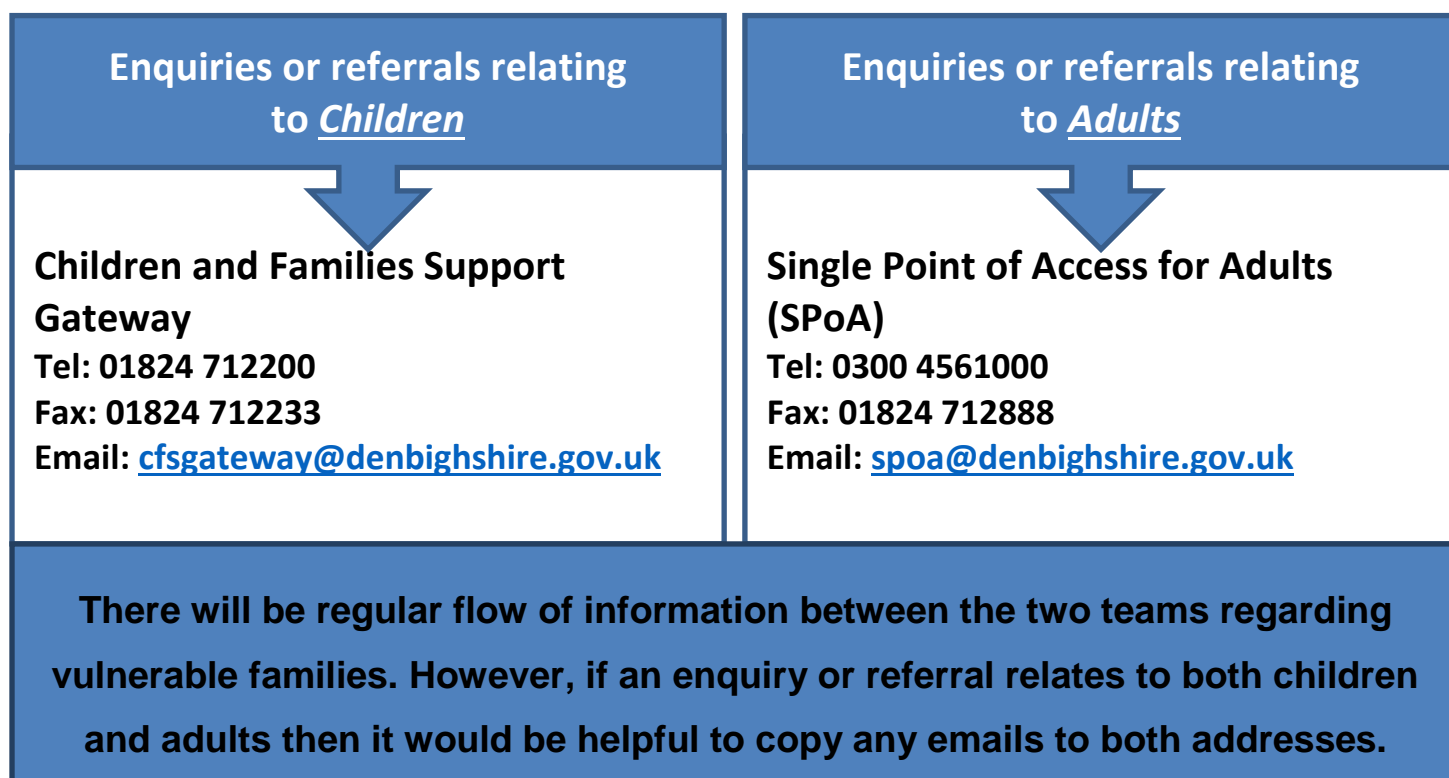 Enquiries or referrals relating
to Children
Children and Families Support
Gateway
Tel: 01824 712200
Fax: 01824 712233
Email: cfsgateway@denbighshire.gov.uk
Enquiries or referrals relating
to Adults
Single Point of Access for Adults
(SPoA)
Tel: 0300 4561000
Fax: 01824 712888
Email: spoa@denbighshire.gov.uk
There will be regular flow of information between the two teams regarding
vulnerable families. However, if an enquiry or referral relates to both children
and adults then it would be helpful to copy any emails to both addresses.